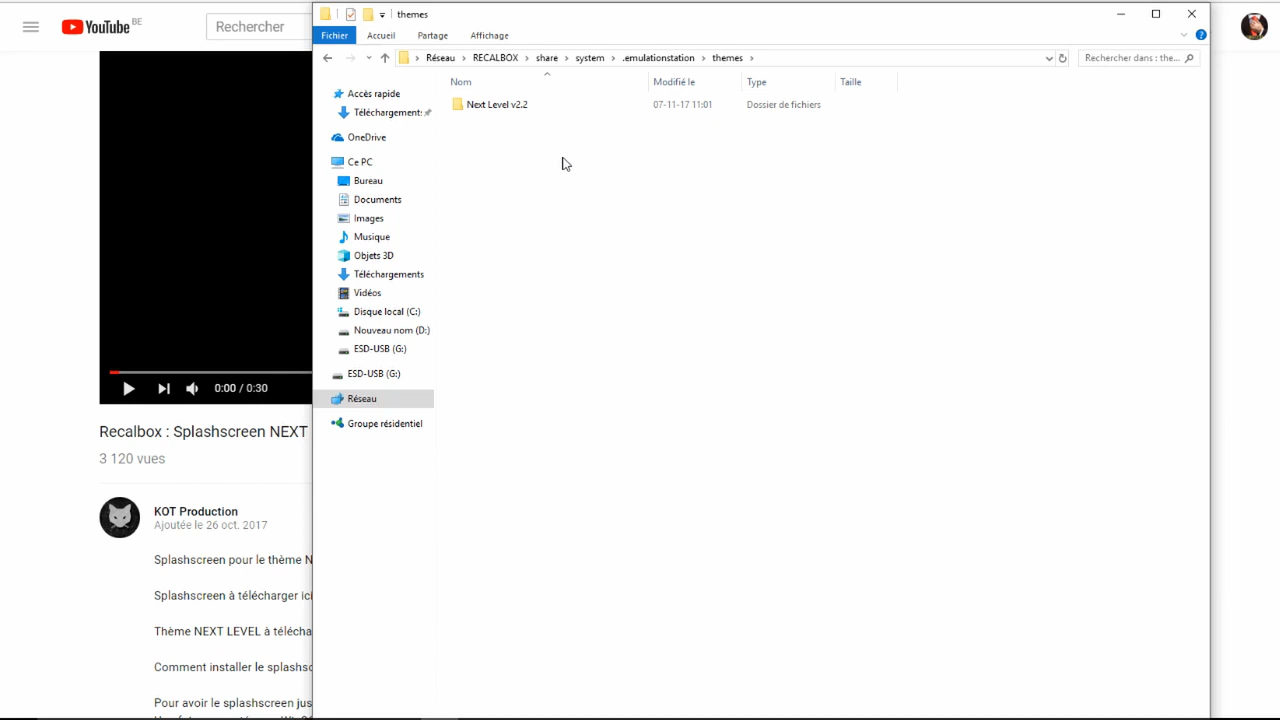 YouTube BE
Rechercher
themes
Fichier Accueil Partage Affichage
Réseau RECALBOX share system .emulationstation themes
Rechercher dans : the...
Nom Modifié le Type Taille
Next Level v2.2 07-11-17 11:01 Dossier de fichiers
Accès rapide
Téléchargement:
OneDrive
Ce PC
Bureau
Documents
Images
Musique
Objets 3D
Téléchargements
Vidéos
Disque local (C:)
Nouveau nom (D:)
ESD-USB (G:)
ESD-USB (G:)
Réseau
Groupe résidentiel
0:00 / 0:30
Recalbox : Splashscreen NEXT
3 120 vues
KOT Production
Ajoutée le 26 oct. 2017
Splashscreen pour le thème N
Splashscreen à télécharger ici
Thème NEXT LEVEL à télécha
Comment installer le splashsc
Pour avoir le splashscreen jus